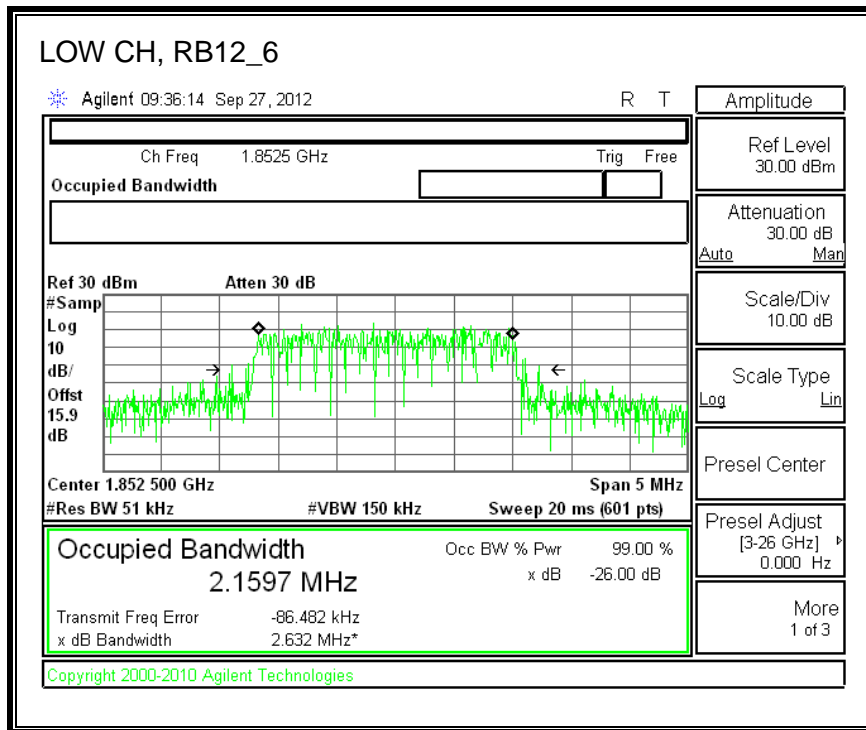 LOW CH, RB12_6
Agilent 09:36:14 Sep 27, 2012 R T
Ch Freq 1.8525 GHz Trig Free
Occupied Bandwidth
Ref 30 dBm Atten 30 dB
#Samp
Log
10
dB/
Offst
15.9
dB
Center 1.852 500 GHz Span 5 MHz
#Res BW 51 kHz #VBW 150 kHz Sweep 20 ms (601 pts)
Occupied Bandwidth Occ BW % Pwr 99.00 %
2.1597 MHz x dB -26.00 dB
Transmit Freq Error -86.482 kHz
x dB Bandwidth 2.632 MHz*
Copyright 2000-2010 Agilent Technologies
Amplitude
Ref Level
30.00 dBm
Attenuation
30.00 dB
Auto Man
Scale/Div
10.00 dB
Scale Type
Log Lin
Presel Center
Presel Adjust
[3-26 GHz]
0.000 Hz
More
1 of 3